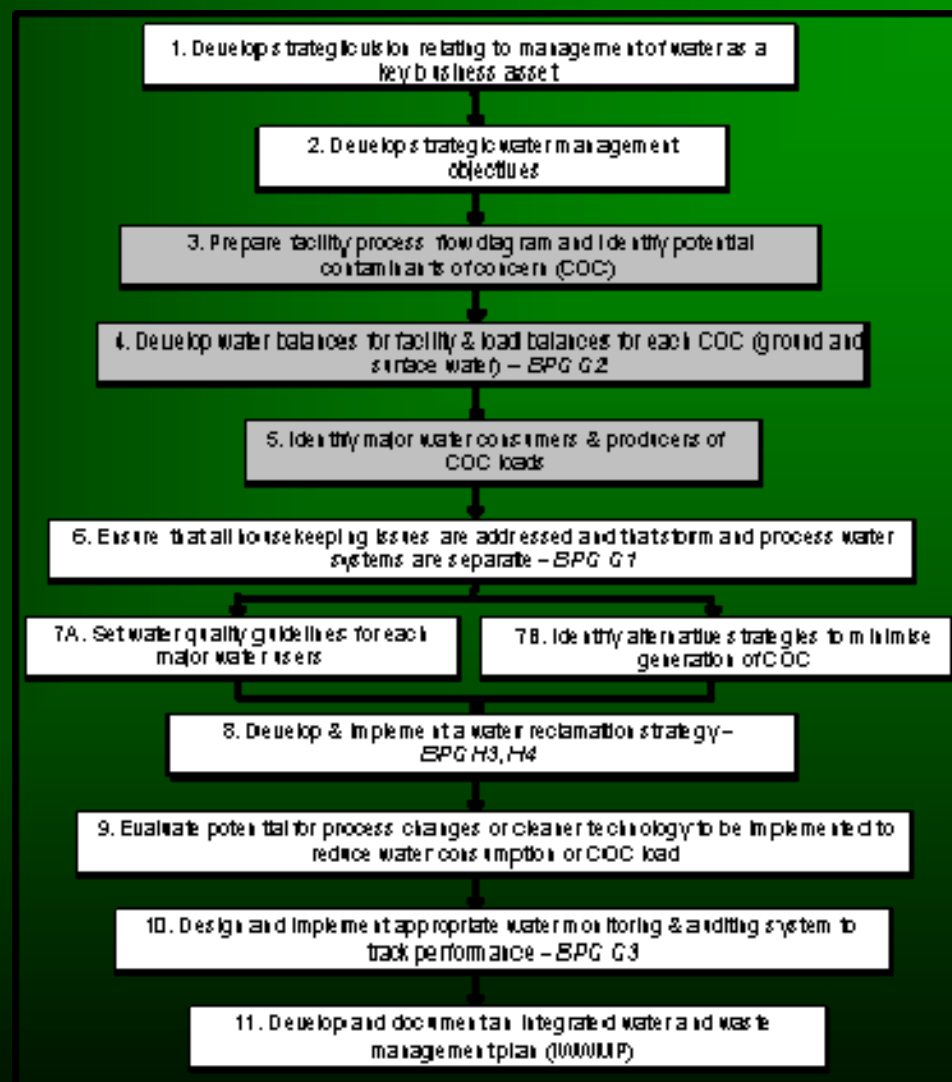 1. Develop strategic vision relating to management of water as a
key business asset
2. Develop strategic water management
objectives
3. Prepare facility process flow diagram and identify potential
contaminants of concern (COC)
4. Develop water balances for facility & load balances for each COC (ground and
surface water) – BPG G2
5. Identify major water consumers & producers of
COC loads
6. Ensure that all housekeeping issues are addressed and that storm and process water
systems are separate – BPG G1
7A. Set water quality guidelines for each
major water users
7B. Identify alternative strategies to minimise
generation of COC
8. Develop & implement a water reclamation strategy –
BPG H3, H4
9. Evaluate potential for process changes or cleaner technology to be implemented to
reduce water consumption or COC load
10. Design and implement appropriate water monitoring & auditing system to
track performance – BPG G3
11. Develop and document an integrated water and waste
management plan (IWWMP)